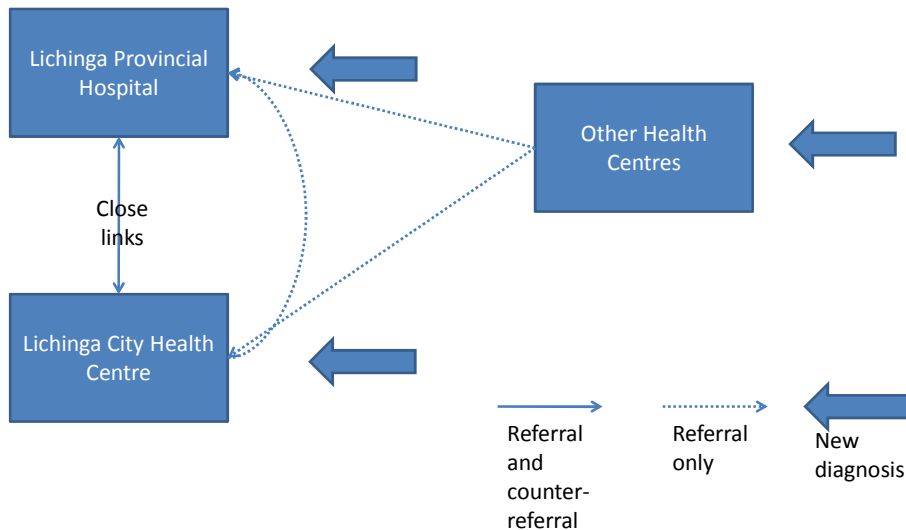 Lichinga Provincial
Hospital
Other Health
Centres
Close
links
Lichinga City Health
Centre
Referral
and
counter-
referral
Referral
only
New
diagnosis